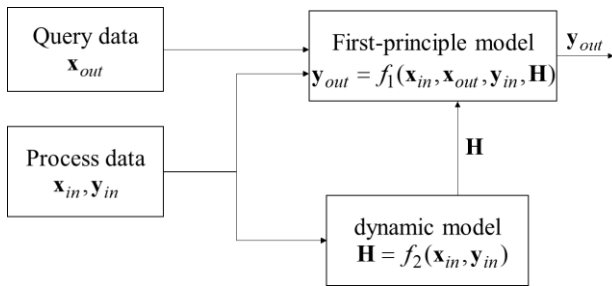 Query data
x_out
First-principle model
y_out = f_1(x_in, x_out, y_in, H)
y_out
Process data
x_in, y_in
H
dynamic model
H = f_2(x_in, y_in)